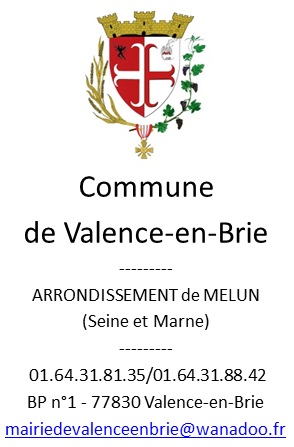 Commune
de Valence-en-Brie
---------
ARRONDISSEMENT de MELUN
(Seine et Marne)
---------
01.64.31.81.35/01.64.31.88.42
BP n°1 - 77830 Valence-en-Brie
mairiedevalenceenbrie@wanadoo.fr